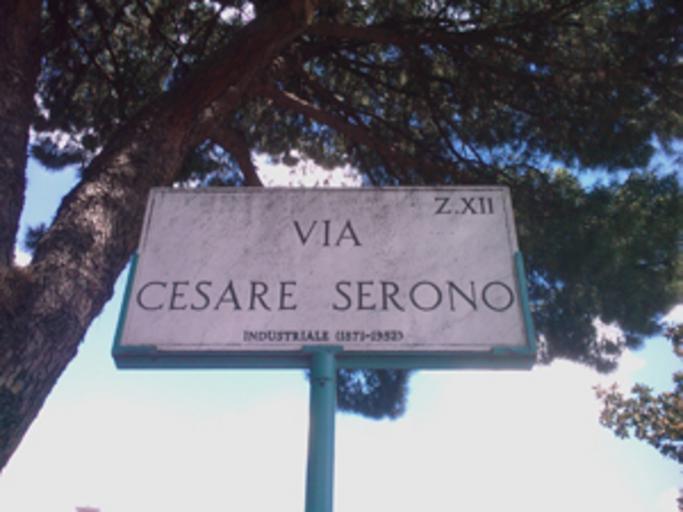 Z.XII
VIA
CESARE SERONO
INDUSTRIALE (1871-1952)